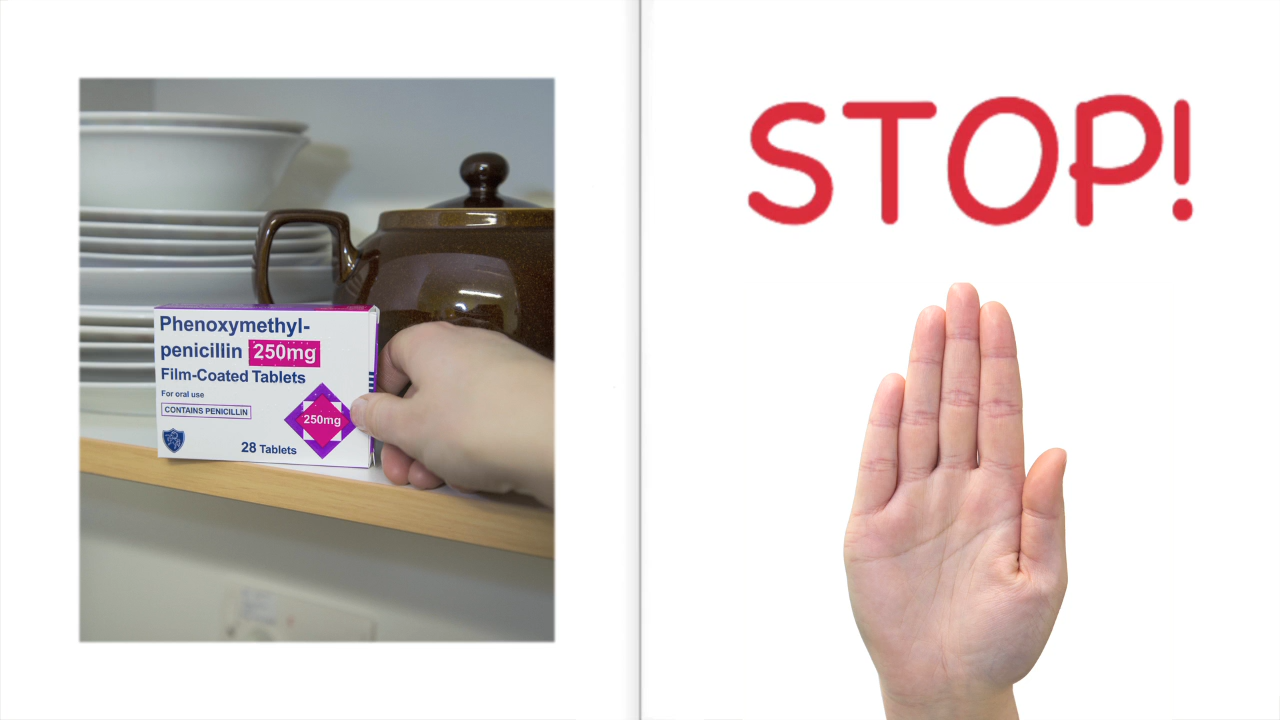 Phenoxymethyl-
penicillin 250mg
Film-Coated Tablets
For oral use
CONTAINS PENICILLIN
250mg
28 Tablets
STOP!